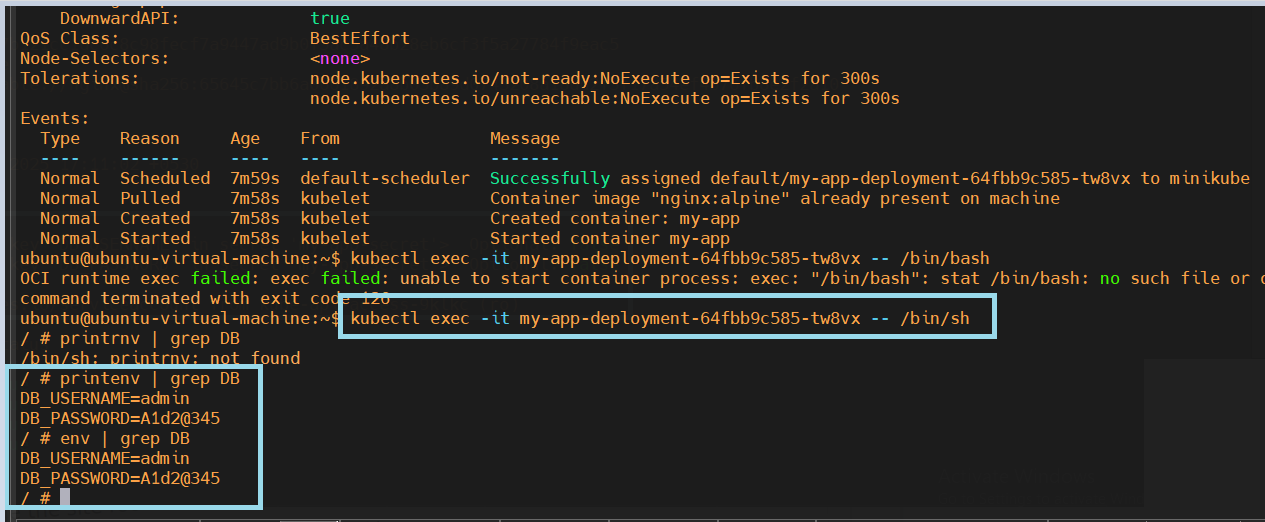 DownwardAPI: true
QoS Class: BestEffort
Node-Selectors: <none>
Tolerations: node.kubernetes.io/not-ready:NoExecute op=Exists for 300s
node.kubernetes.io/unreachable:NoExecute op=Exists for 300s
Events:
Type Reason Age From Message
---- ------ ---- ---- -------
Normal Scheduled 7m59s default-scheduler Successfully assigned default/my-app-deployment-64fbb9c585-tw8vx to minikube
Normal Pulled 7m58s kubelet Container image "nginx:alpine" already present on machine
Normal Created 7m58s kubelet Created container: my-app
Normal Started 7m58s kubelet Started container my-app
ubuntu@ubuntu-virtual-machine:~$ kubectl exec -it my-app-deployment-64fbb9c585-tw8vx -- /bin/bash
OCI runtime exec failed: exec failed: unable to start container process: exec: "/bin/bash": stat /bin/bash: no such file or
command terminated with exit code 126
ubuntu@ubuntu-virtual-machine:~$ kubectl exec -it my-app-deployment-64fbb9c585-tw8vx -- /bin/sh
/ # printrnv | grep DB
/bin/sh: printrnv: not found
/ # printenv | grep DB
DB_USERNAME=admin
DB_PASSWORD=A1d2@345
/ # env | grep DB
DB_USERNAME=admin
DB_PASSWORD=A1d2@345
/ #